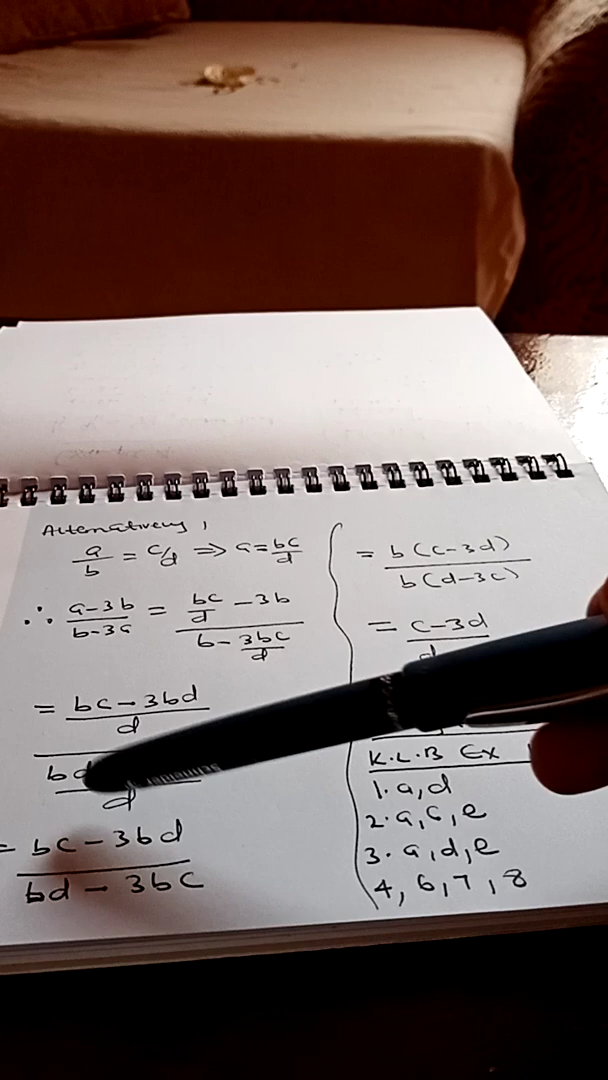 Alternatively,
a/b = c/d ⇒ a = bc/d
∴ (a-3b)/(b-3a) = (bc/d - 3b)/(b - 3bc/d)
= ((bc - 3bd)/d)/
bd
d
= (bc - 3bd)/(bd - 3bc)
= b(c-3d)/b(d-3c)
= c-3d
K.L.B Ex
1. a, d
2. a, c, e
3. a, d, e
4, 6, 7, 8